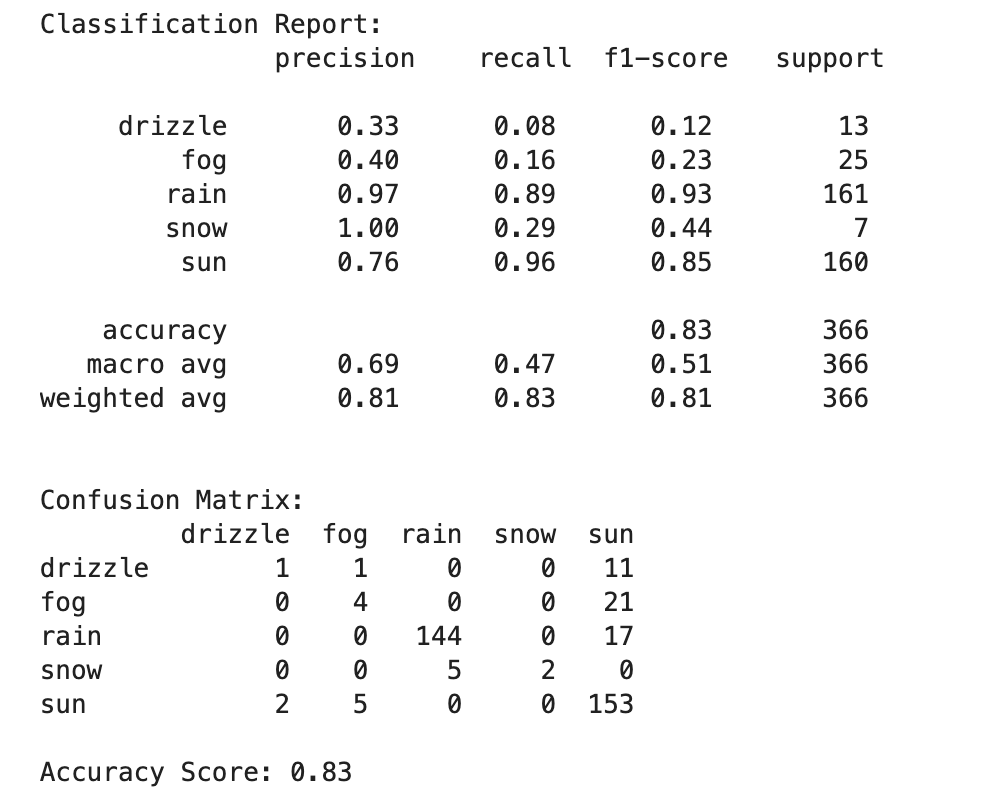 Classification Report:
precision recall f1-score support
drizzle 0.33 0.08 0.12 13
fog 0.40 0.16 0.23 25
rain 0.97 0.89 0.93 161
snow 1.00 0.29 0.44 7
sun 0.76 0.96 0.85 160
accuracy 0.83 366
macro avg 0.69 0.47 0.51 366
weighted avg 0.81 0.83 0.81 366
Confusion Matrix:
drizzle fog rain snow sun
drizzle 1 1 0 0 11
fog 0 4 0 0 21
rain 0 0 144 0 17
snow 0 0 5 2 0
sun 2 5 0 0 153
Accuracy Score: 0.83